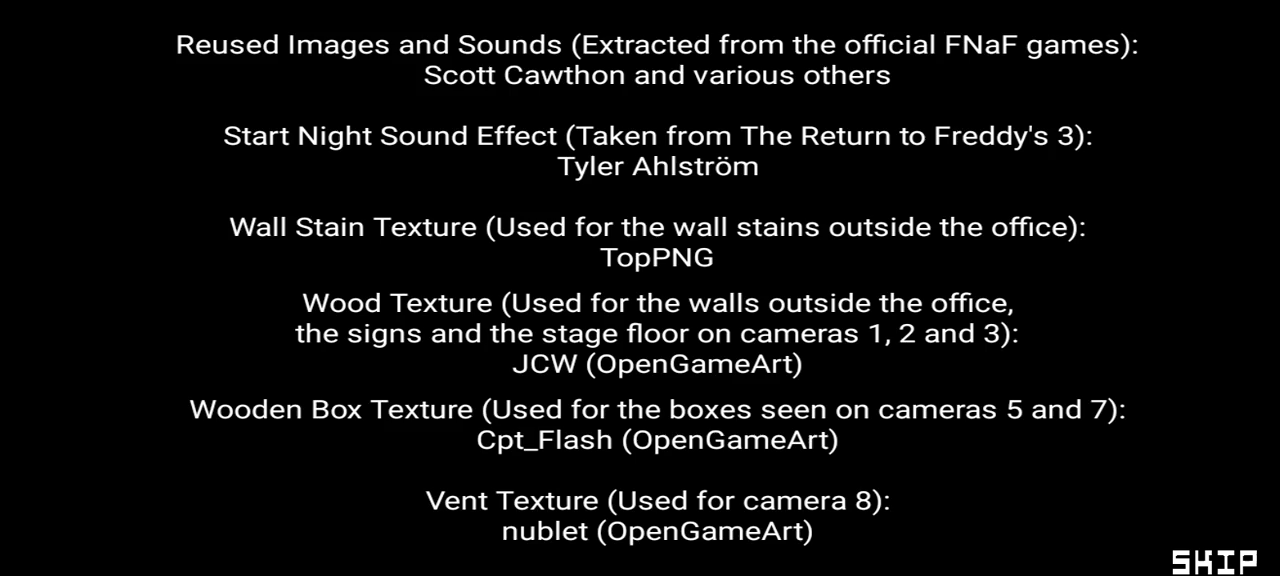 Reused Images and Sounds (Extracted from the official FNaF games):
Scott Cawthon and various others
Start Night Sound Effect (Taken from The Return to Freddy's 3):
Tyler Ahlström
Wall Stain Texture (Used for the wall stains outside the office):
TopPNG
Wood Texture (Used for the walls outside the office,
the signs and the stage floor on cameras 1, 2 and 3):
JCW (OpenGameArt)
Wooden Box Texture (Used for the boxes seen on cameras 5 and 7):
Cpt_Flash (OpenGameArt)
Vent Texture (Used for camera 8):
nublet (OpenGameArt)
SKIP